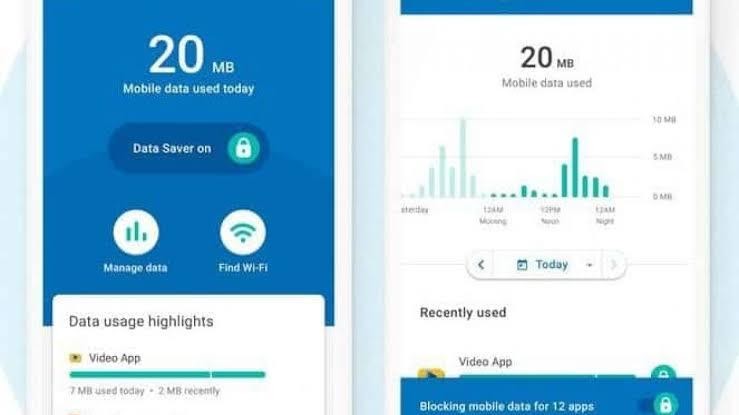 20 MB
Mobile data used today
Data Saver on
Manage data
Find Wi-Fi
Data usage highlights
Video App
7 MB used today • 2 MB recently
20 MB
Mobile data used
10 MB
5 MB
0 MB
12AM
Morning
12PM
Noon
12AM
Night
Today
Recently used
Video App
Blocking mobile data for 12 apps